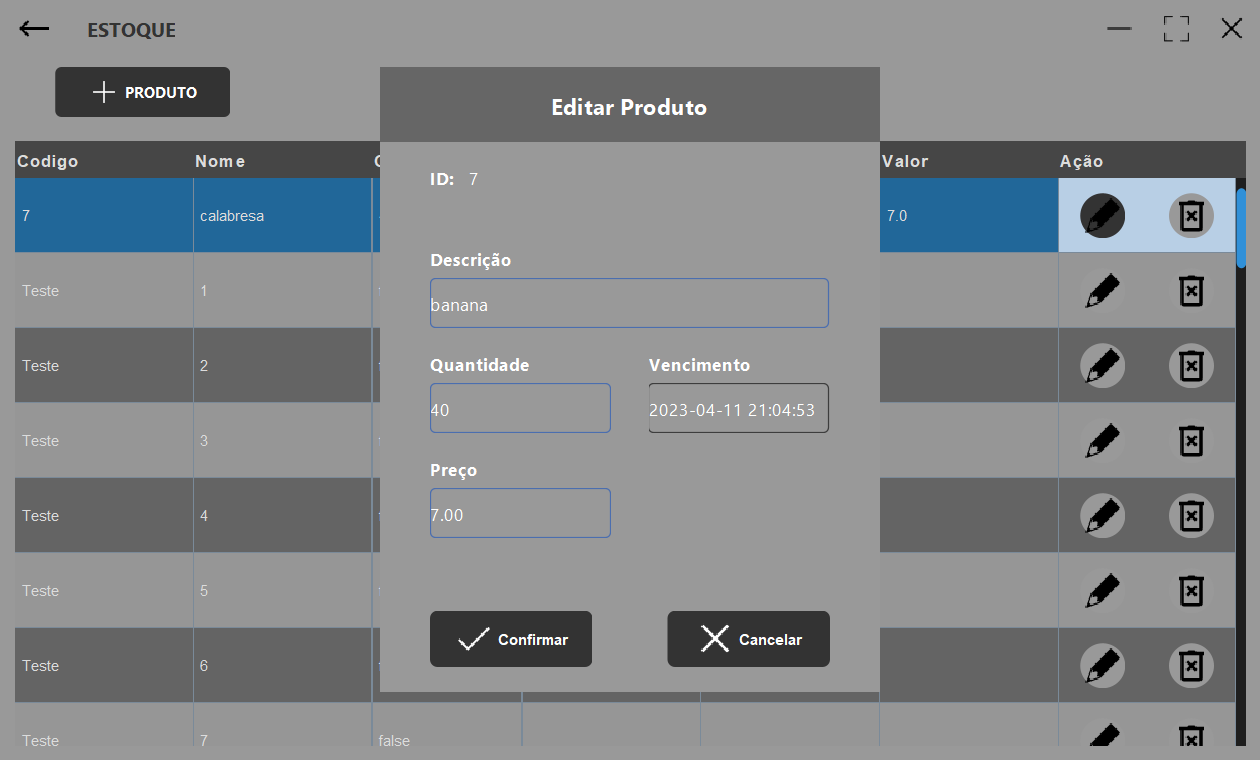 ESTOQUE
PRODUTO
Editar Produto
Codigo Nome Valor Ação
ID: 7
7 calabresa 7.0
Descrição
Teste 1
banana
Teste 2
Quantidade Vencimento
40 2023-04-11 21:04:53
Teste 3
Preço
Teste 4
7.00
Teste 5
Confirmar Cancelar
Teste 6
Teste 7 false